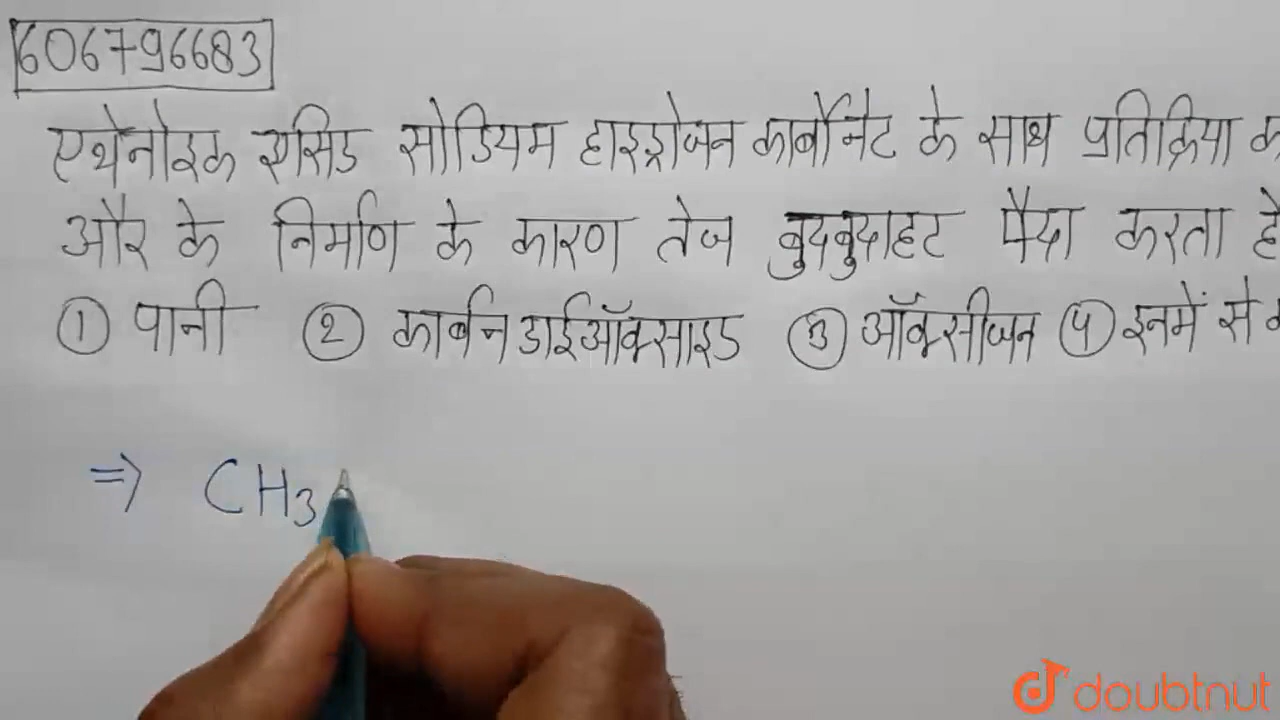 606796683
एथेनोइक एसिड सोडियम हाइड्रोजन कार्बोनेट के साथ प्रतिक्रिया
और के निर्माण के कारण तेज बुदबुदाहट पैदा करता है
① पानी ② कार्बन डाईऑक्साइड ③ ऑक्सीजन ④ इनमें से
⇒ CH3
doubtnut